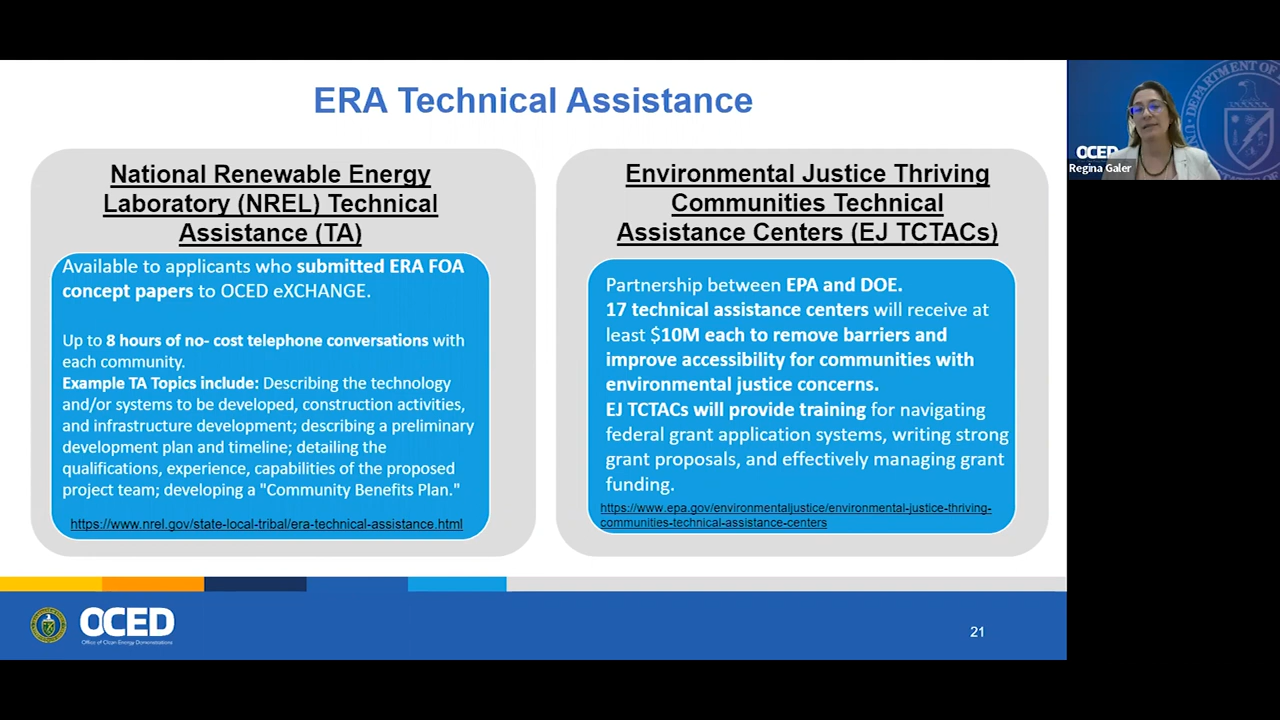 ERA Technical Assistance
National Renewable Energy
Laboratory (NREL) Technical
Assistance (TA)
Available to applicants who submitted ERA FOA
concept papers to OCED eXCHANGE.
Up to 8 hours of no- cost telephone conversations with
each community.
Example TA Topics include: Describing the technology
and/or systems to be developed, construction activities,
and infrastructure development; describing a preliminary
development plan and timeline; detailing the
qualifications, experience, capabilities of the proposed
project team; developing a "Community Benefits Plan."
https://www.nrel.gov/state-local-tribal/era-technical-assistance.html
Environmental Justice Thriving
Communities Technical
Assistance Centers (EJ TCTACs)
Partnership between EPA and DOE.
17 technical assistance centers will receive at
least $10M each to remove barriers and
improve accessibility for communities with
environmental justice concerns.
EJ TCTACs will provide training for navigating
federal grant application systems, writing strong
grant proposals, and effectively managing grant
funding.
https://www.epa.gov/environmentaljustice/environmental-justice-thriving-
communities-technical-assistance-centers
OCED
Office of Clean Energy Demonstrations
21
OCED
Regina Galer
DEPARTMENT OF